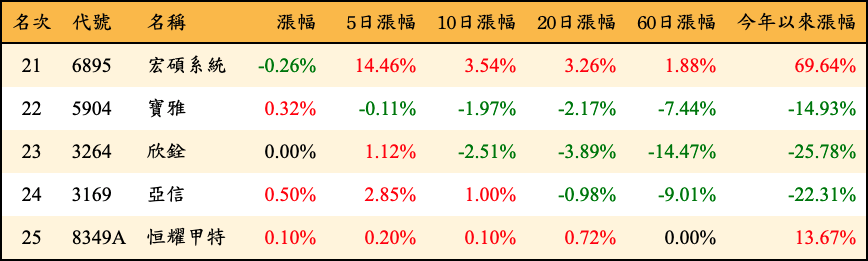 名次 代號 名稱 漲幅 5日漲幅 10日漲幅 20日漲幅 60日漲幅 今年以來漲幅
21 6895 宏碩系統 -0.26% 14.46% 3.54% 3.26% 1.88% 69.64%
22 5904 寶雅 0.32% -0.11% -1.97% -2.17% -7.44% -14.93%
23 3264 欣銓 0.00% 1.12% -2.51% -3.89% -14.47% -25.78%
24 3169 亞信 0.50% 2.85% 1.00% -0.98% -9.01% -22.31%
25 8349A 恒耀甲特 0.10% 0.20% 0.10% 0.72% 0.00% 13.67%